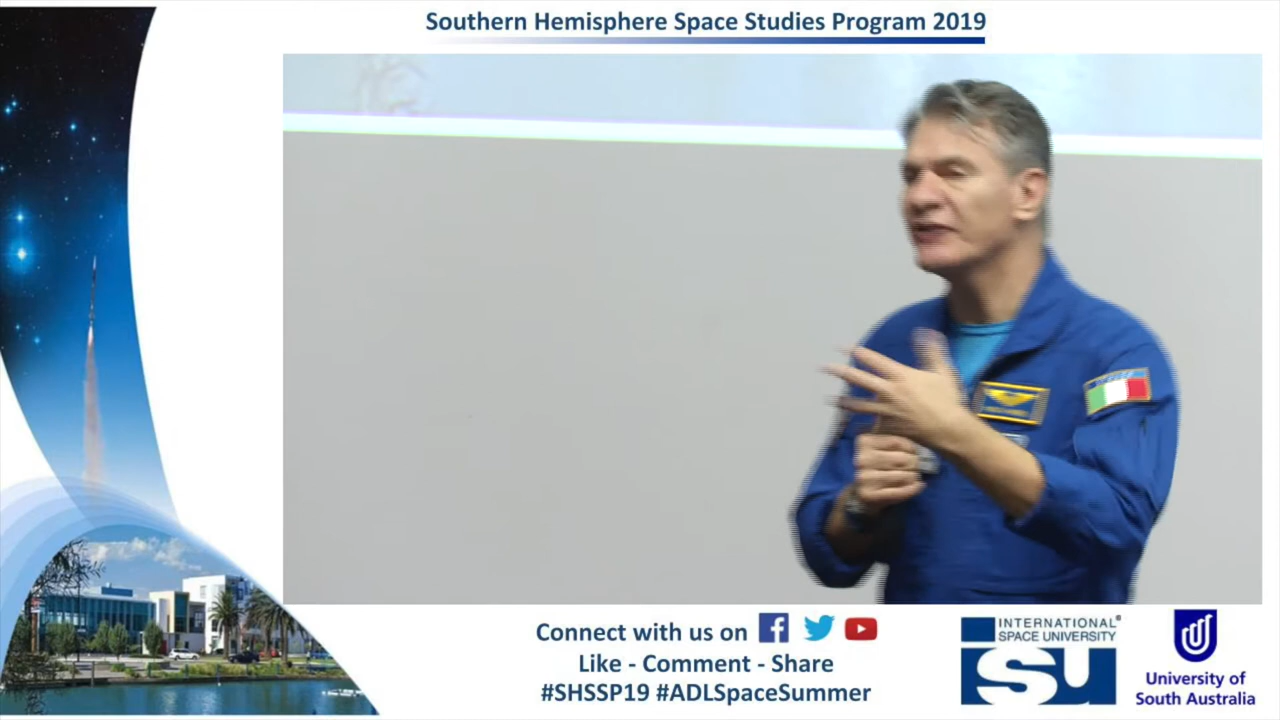 Southern Hemisphere Space Studies Program 2019
Connect with us on
Like - Comment - Share
#SHSSP19 #ADLSpaceSummer
INTERNATIONAL®
SPACE UNIVERSITY
ISU
University of
South Australia